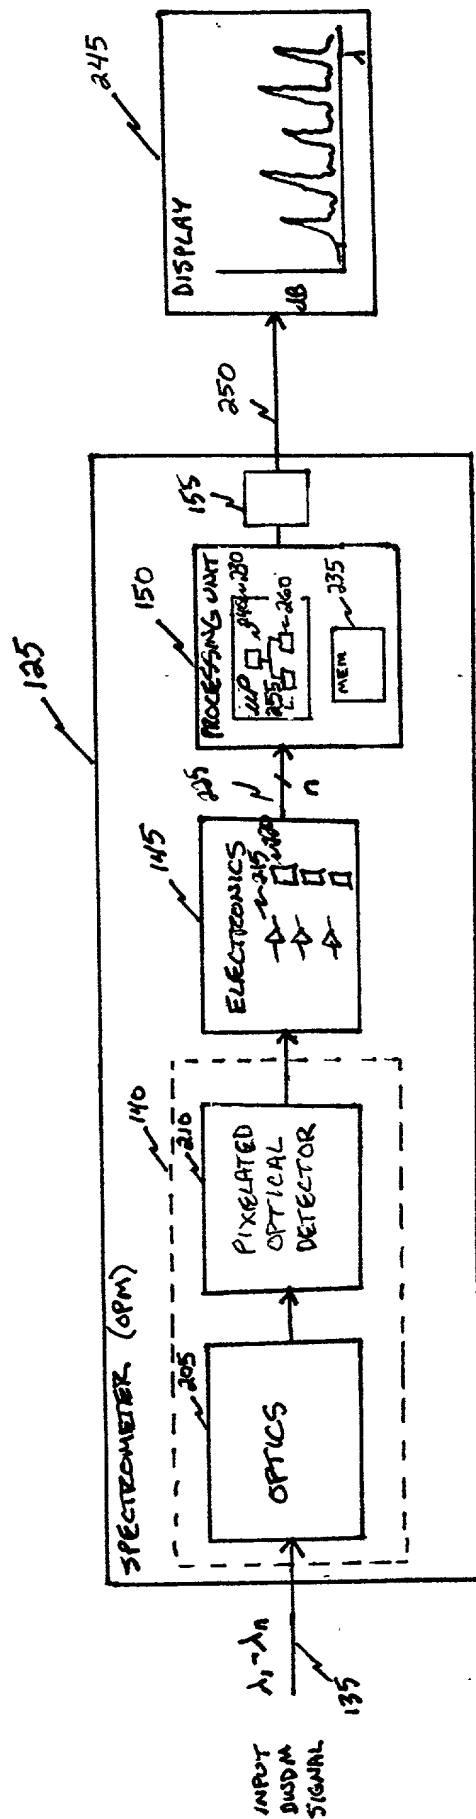 INPUT
DWDM
SIGNAL
λ1-λn
135
SPECTROMETER (OPM)
125
140
205
OPTICS
210
PIXELATED
OPTICAL
DETECTOR
145
ELECTRONICS
215
220
225
n
150
PROCESSING UNIT
μP
240
230
255
260
235
MEM
155
250
245
DISPLAY
dB
λ